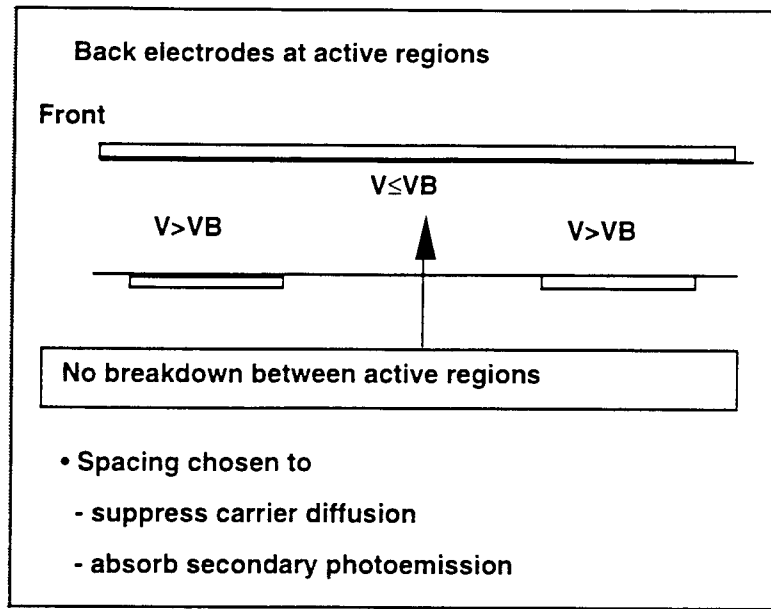 Back electrodes at active regions
Front
V≤VB
V>VB V>VB
No breakdown between active regions
• Spacing chosen to
- suppress carrier diffusion
- absorb secondary photoemission